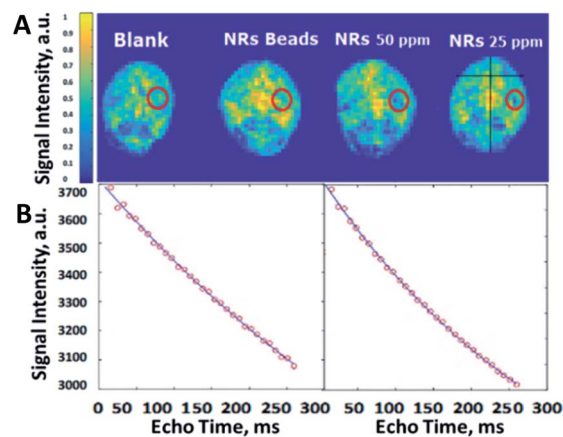 A
Blank
NRs Beads
NRs 50 ppm
NRs 25 ppm
Signal Intensity, a.u.
1
0.9
0.8
0.7
0.6
0.5
0.4
0.3
0.2
0.1
0
B
Signal Intensity, a.u.
3700
3600
3500
3400
3300
3200
3100
3000
0 50 100 150 200 250 300 50 100 150 200 250 300
Echo Time, ms
Echo Time, ms